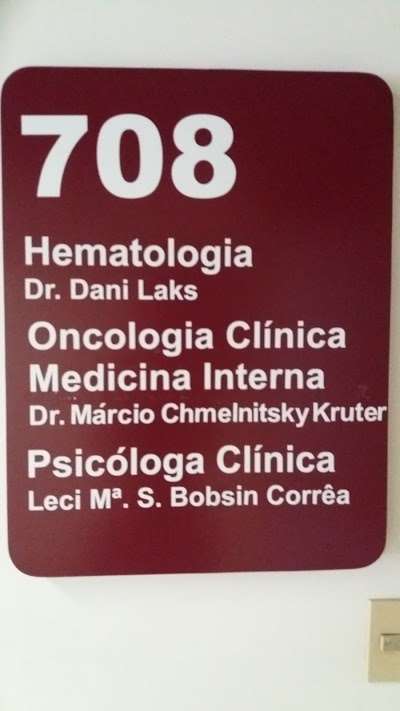 708
Hematologia
Dr. Dani Laks
Oncologia Clínica
Medicina Interna
Dr. Márcio Chmelnitsky Kruter
Psicóloga Clínica
Leci Mª. S. Bobsin Corrêa